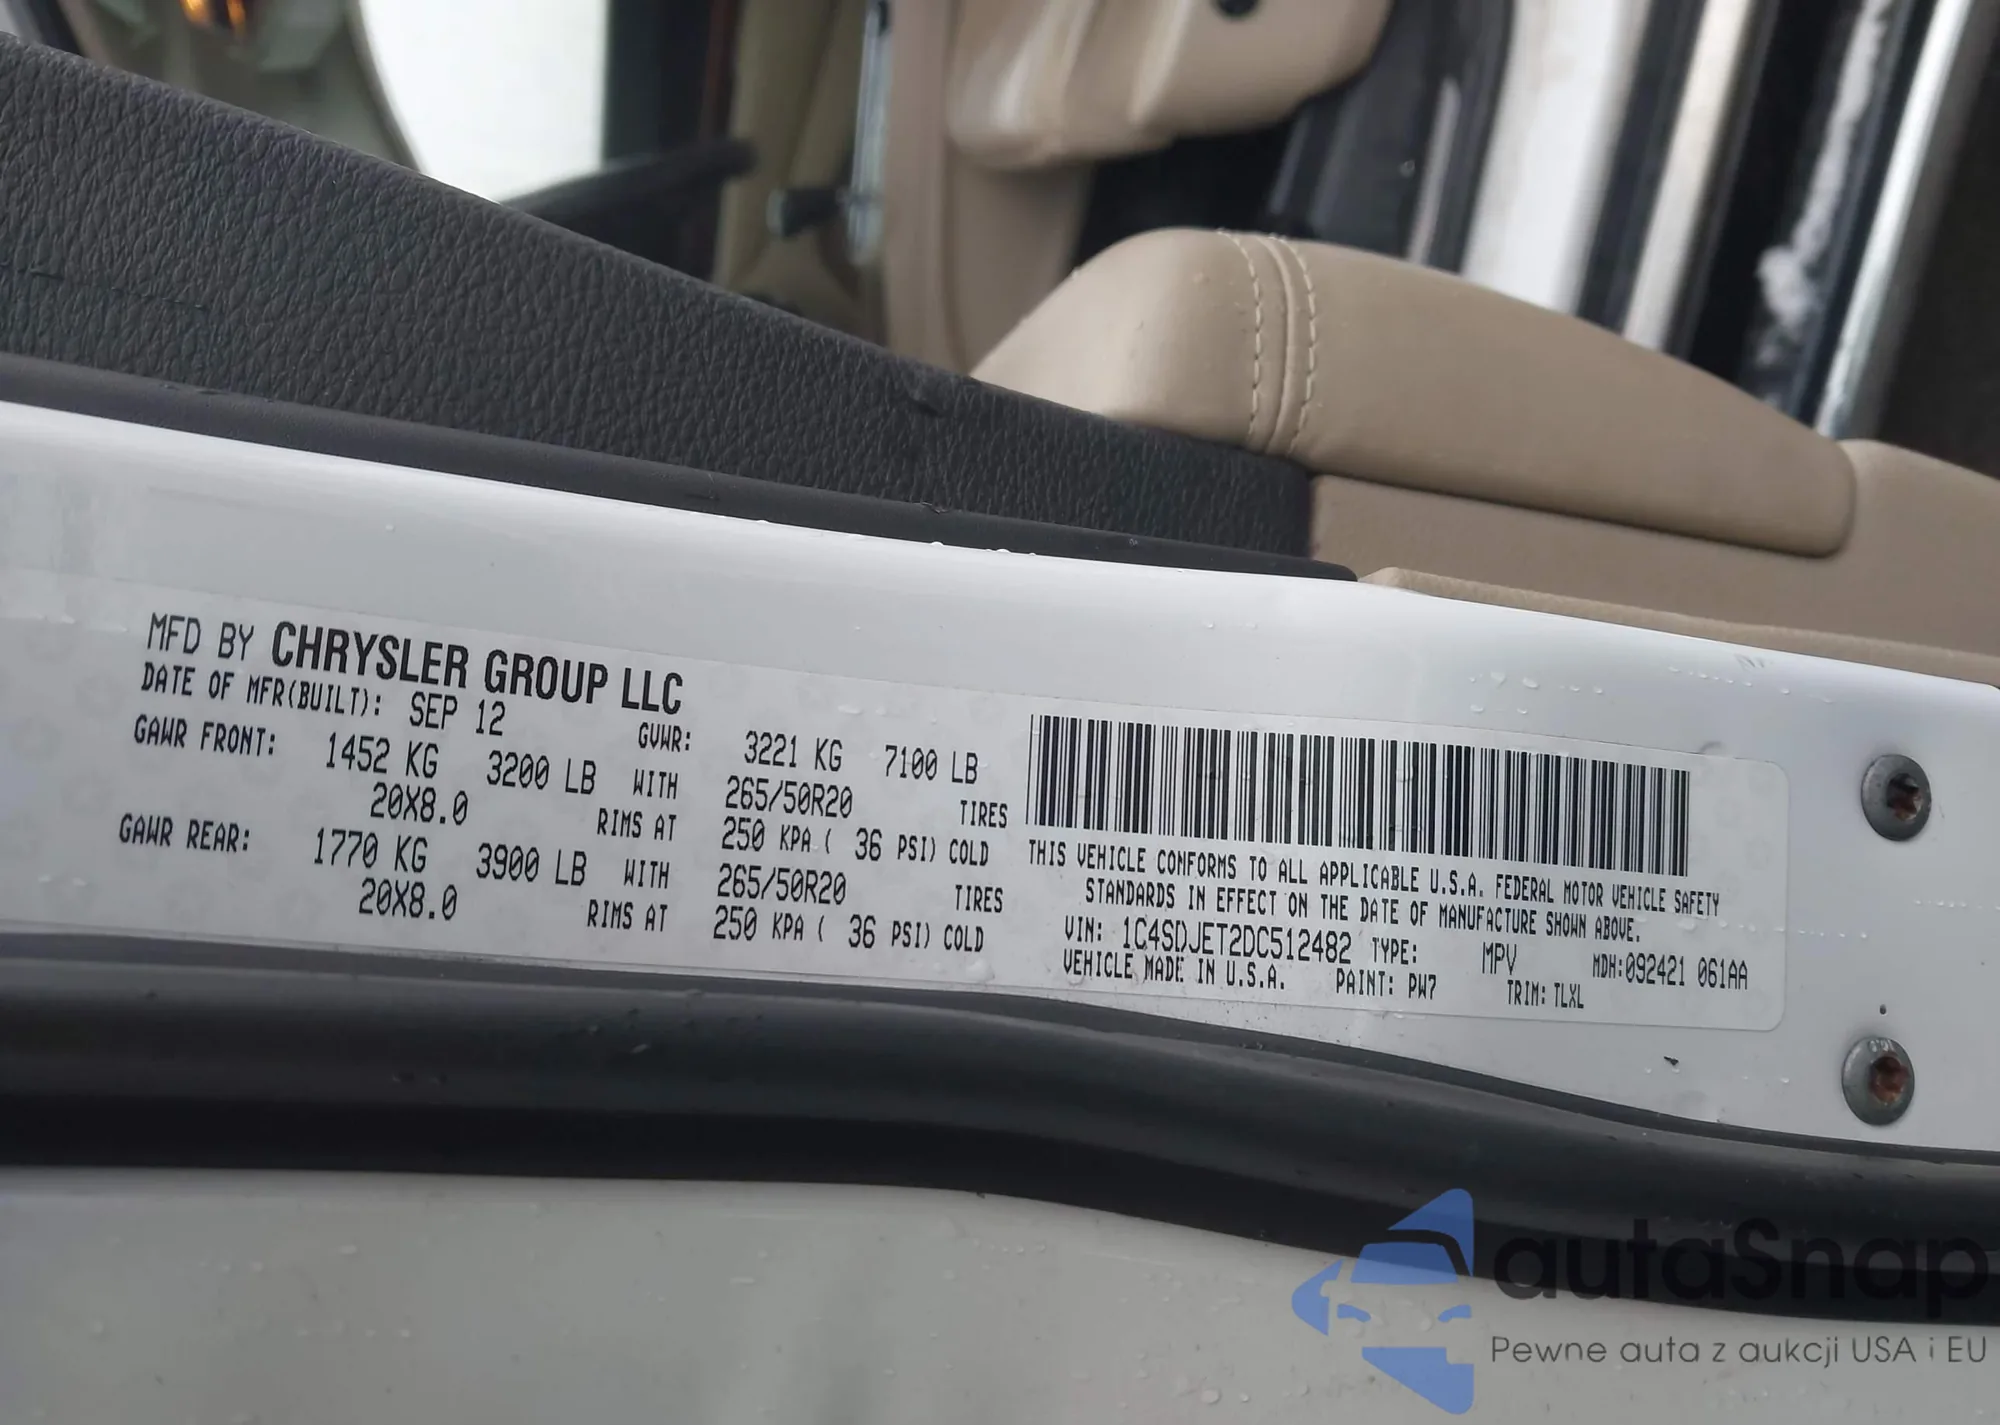 MFD BY CHRYSLER GROUP LLC
DATE OF MFR(BUILT): SEP 12 GVWR: 3221 KG 7100 LB
GAWR FRONT: 1452 KG 3200 LB WITH 265/50R20 TIRES
20X8.0 RIMS AT 250 KPA ( 36 PSI) COLD
GAWR REAR: 1770 KG 3900 LB WITH 265/50R20 TIRES
20X8.0 RIMS AT 250 KPA ( 36 PSI) COLD
THIS VEHICLE CONFORMS TO ALL APPLICABLE U.S.A. FEDERAL MOTOR VEHICLE SAFETY
STANDARDS IN EFFECT ON THE DATE OF MANUFACTURE SHOWN ABOVE.
VIN: 1C4SDJET2DC512482 TYPE: MPV MDH:092421 061AA
VEHICLE MADE IN U.S.A. PAINT: PW7 TRIM: TLXL
autaSnap
Pewne auta z aukcji USA i EU